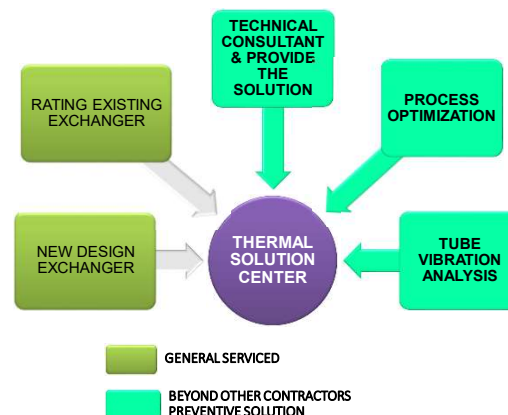 TECHNICAL
CONSULTANT
& PROVIDE
THE
SOLUTION
RATING EXISTING
EXCHANGER
PROCESS
OPTIMIZATION
NEW DESIGN
EXCHANGER
THERMAL
SOLUTION
CENTER
TUBE
VIBRATION
ANALYSIS
GENERAL SERVICED
BEYOND OTHER CONTRACTORS
PREVENTIVE SOLUTION